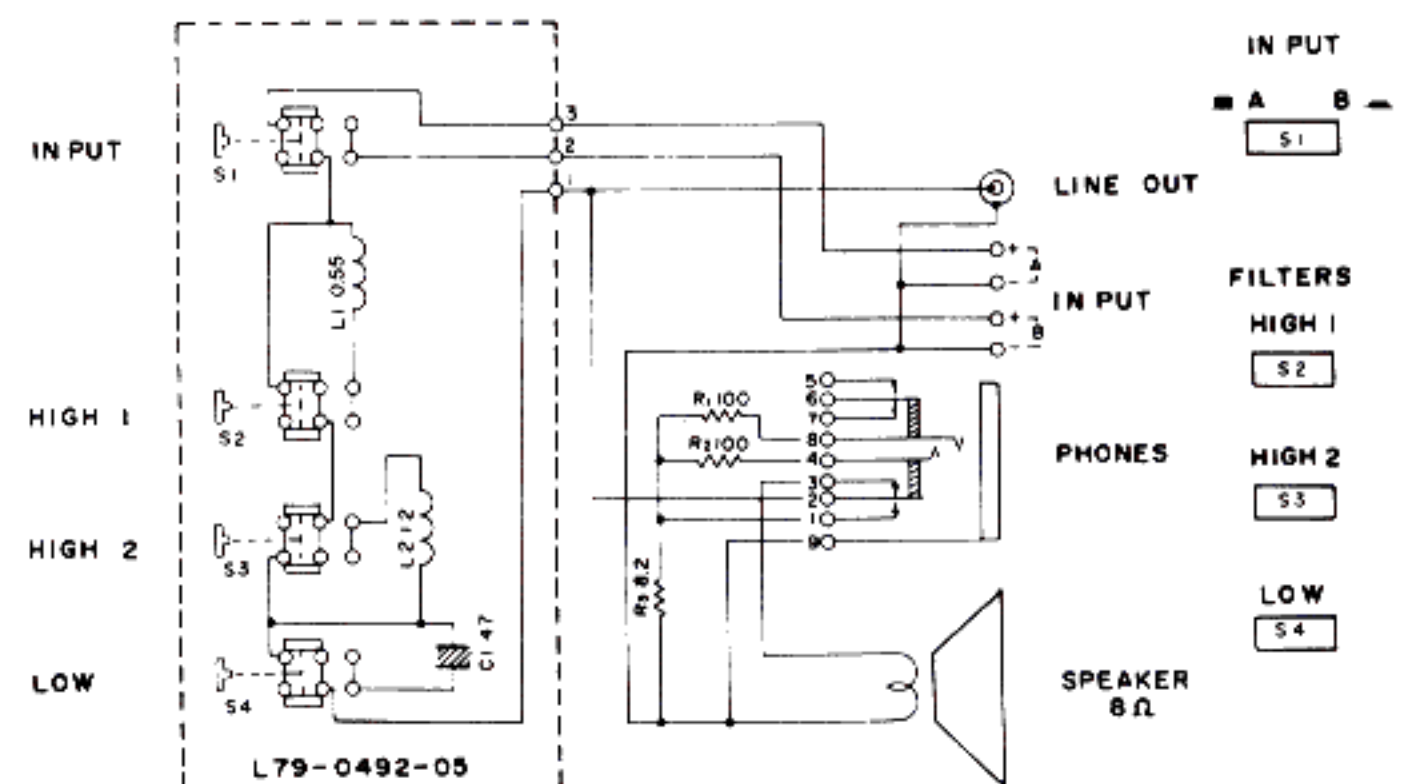 IN PUT
S1
3
2
1
L1 0.55
HIGH 1
S2
HIGH 2
S3
L2 1.2
LOW
S4
C1 47
L79-0492-05
LINE OUT
+
A
-
IN PUT
+
B
-
R1 100
R2 100
R3 8.2
5
6
7
8
4
3
2
1
9
PHONES
SPEAKER
8Ω
IN PUT
A B
S1
FILTERS
HIGH 1
S2
HIGH 2
S3
LOW
S4